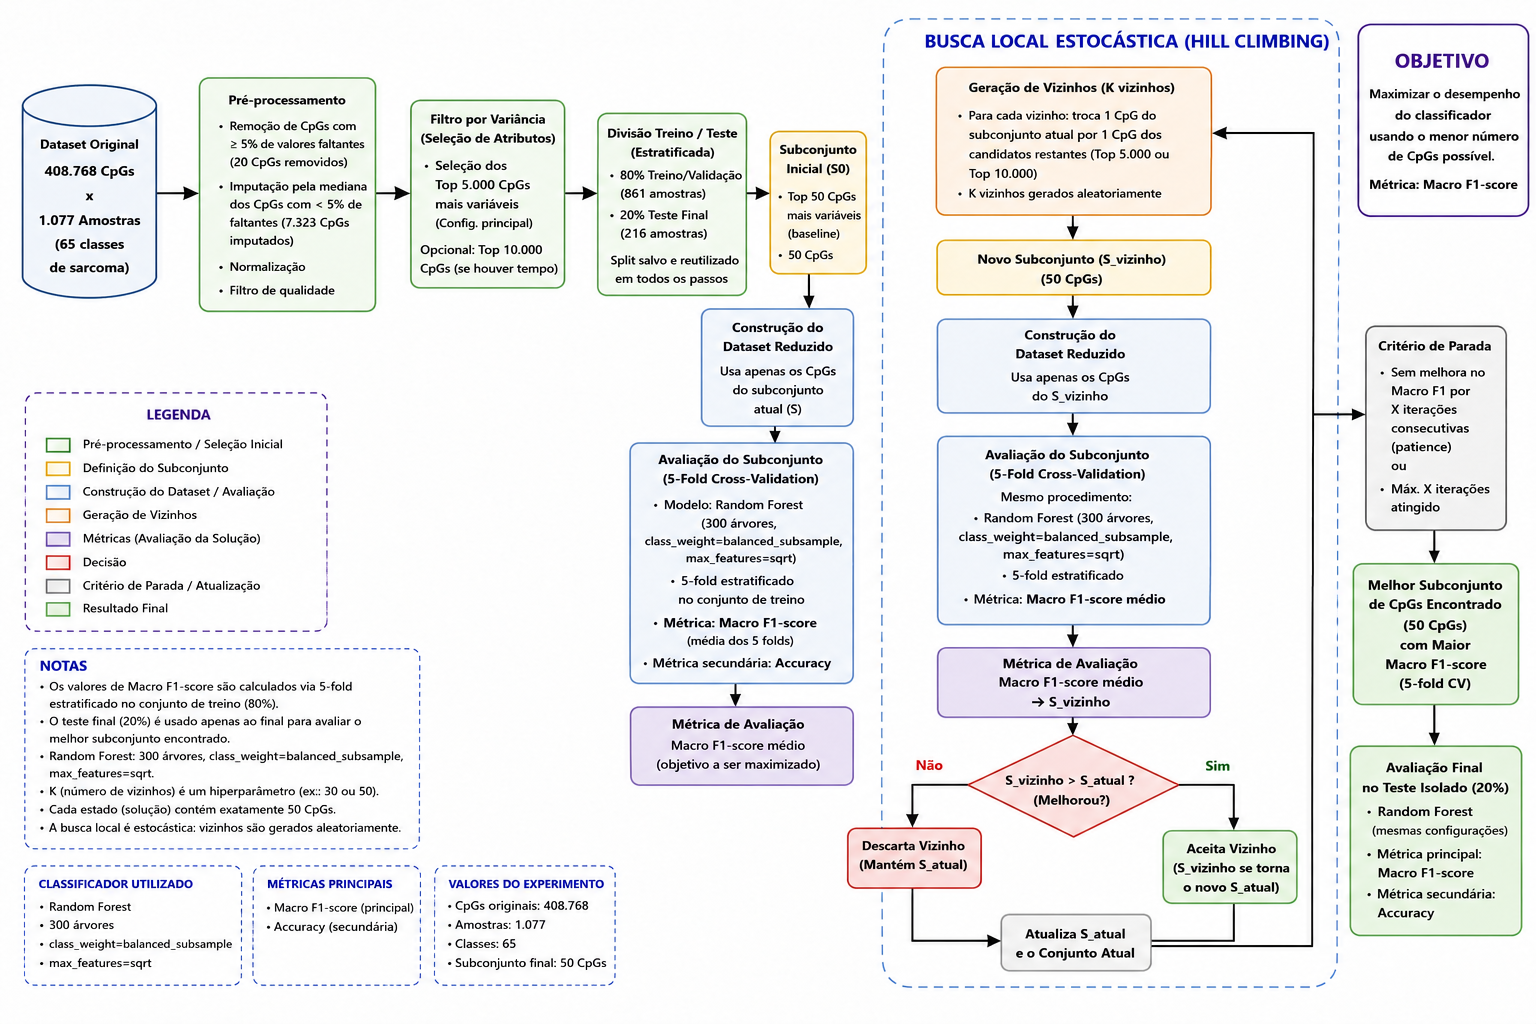 Dataset Original
408.768 CpGs
x
1.077 Amostras
(65 classes
de sarcoma)
Pré-processamento
• Remoção de CpGs com
≥ 5% de valores faltantes
(20 CpGs removidos)
• Imputação pela mediana
dos CpGs com < 5% de
faltantes (7.323 CpGs
imputados)
• Normalização
• Filtro de qualidade
Filtro por Variância
(Seleção de Atributos)
• Seleção dos
Top 5.000 CpGs
mais variáveis
(Config. principal)
Opcional: Top 10.000
CpGs (se houver tempo)
Divisão Treino / Teste
(Estratificada)
• 80% Treino/Validação
(861 amostras)
• 20% Teste Final
(216 amostras)
Split salvo e reutilizado
em todos os passos
Subconjunto
Inicial (S0)
• Top 50 CpGs
mais variáveis
(baseline)
• 50 CpGs
Construção do
Dataset Reduzido
Usa apenas os CpGs
do subconjunto
atual (S)
Avaliação do Subconjunto
(5-Fold Cross-Validation)
• Modelo: Random Forest
(300 árvores,
class_weight=balanced_subsample,
max_features=sqrt)
• 5-fold estratificado
no conjunto de treino
• Métrica: Macro F1-score
(média dos 5 folds)
• Métrica secundária: Accuracy
Métrica de Avaliação
Macro F1-score médio
(objetivo a ser maximizado)
BUSCA LOCAL ESTOCÁSTICA (HILL CLIMBING)
Geração de Vizinhos (K vizinhos)
• Para cada vizinho: troca 1 CpG do
subconjunto atual por 1 CpG dos
candidatos restantes (Top 5.000 ou
Top 10.000)
• K vizinhos gerados aleatoriamente
Novo Subconjunto (S_vizinho)
(50 CpGs)
Construção do
Dataset Reduzido
Usa apenas os CpGs
do S_vizinho
Avaliação do Subconjunto
(5-Fold Cross-Validation)
Mesmo procedimento:
• Random Forest (300 árvores,
class_weight=balanced_subsample,
max_features=sqrt)
• 5-fold estratificado
• Métrica: Macro F1-score médio
Métrica de Avaliação
Macro F1-score médio
→ S_vizinho
S_vizinho > S_atual ?
(Melhorou?)
Não
Sim
Descarta Vizinho
(Mantém S_atual)
Aceita Vizinho
(S_vizinho se torna
o novo S_atual)
Atualiza S_atual
e o Conjunto Atual
OBJETIVO
Maximizar o desempenho
do classificador
usando o menor número
de CpGs possível.
Métrica: Macro F1-score
Critério de Parada
• Sem melhora no
Macro F1 por
X iterações
consecutivas
(patience)
ou
• Máx. X iterações
atingido
Melhor Subconjunto
de CpGs Encontrado
(50 CpGs)
com Maior
Macro F1-score
(5-fold CV)
Avaliação Final
no Teste Isolado (20%)
• Random Forest
(mesmas configurações)
• Métrica principal:
Macro F1-score
• Métrica secundária:
Accuracy
LEGENDA
Pré-processamento / Seleção Inicial
Definição do Subconjunto
Construção do Dataset / Avaliação
Geração de Vizinhos
Métricas (Avaliação da Solução)
Decisão
Critério de Parada / Atualização
Resultado Final
NOTAS
• Os valores de Macro F1-score são calculados via 5-fold
estratificado no conjunto de treino (80%).
• O teste final (20%) é usado apenas ao final para avaliar o
melhor subconjunto encontrado.
• Random Forest: 300 árvores, class_weight=balanced_subsample,
max_features=sqrt.
• K (número de vizinhos) é um hiperparâmetro (ex.: 30 ou 50).
• Cada estado (solução) contém exatamente 50 CpGs.
• A busca local é estocástica: vizinhos são gerados aleatoriamente.
CLASSIFICADOR UTILIZADO
• Random Forest
• 300 árvores
• class_weight=balanced_subsample
• max_features=sqrt
MÉTRICAS PRINCIPAIS
• Macro F1-score (principal)
• Accuracy (secundária)
VALORES DO EXPERIMENTO
• CpGs originais: 408.768
• Amostras: 1.077
• Classes: 65
• Subconjunto final: 50 CpGs